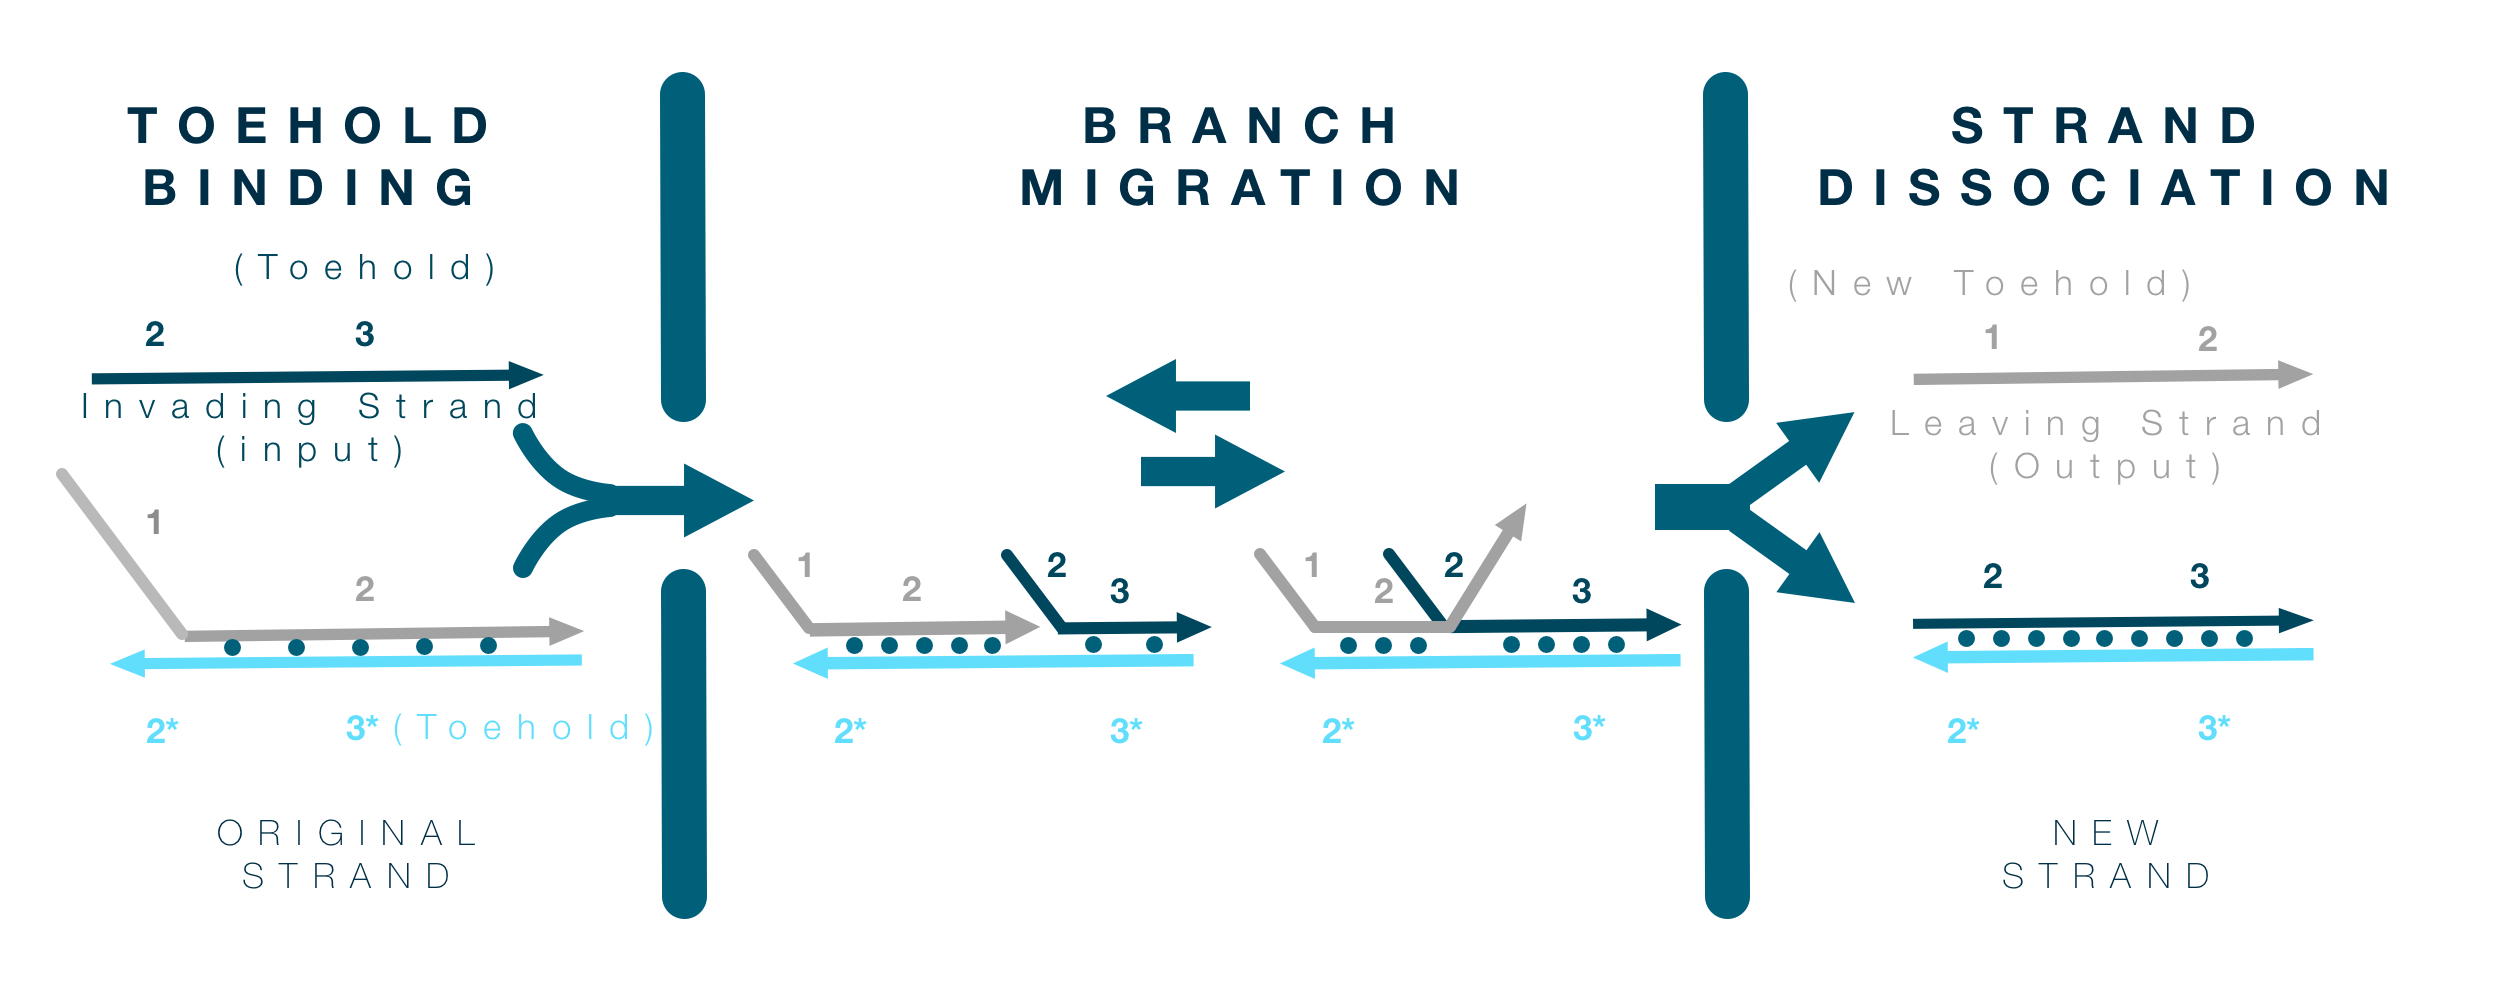 TOEHOLD
BINDING
(Toehold)
2 3
Invading Strand
(input)
1
2
2* 3* (Toehold)
ORIGINAL
STRAND
BRANCH
MIGRATION
1 2 2 3
2* 3*
1 2 2 3
2* 3*
STRAND
DISSOCIATION
(New Toehold)
1 2
Leaving Strand
(Output)
2 3
2* 3*
NEW
STRAND